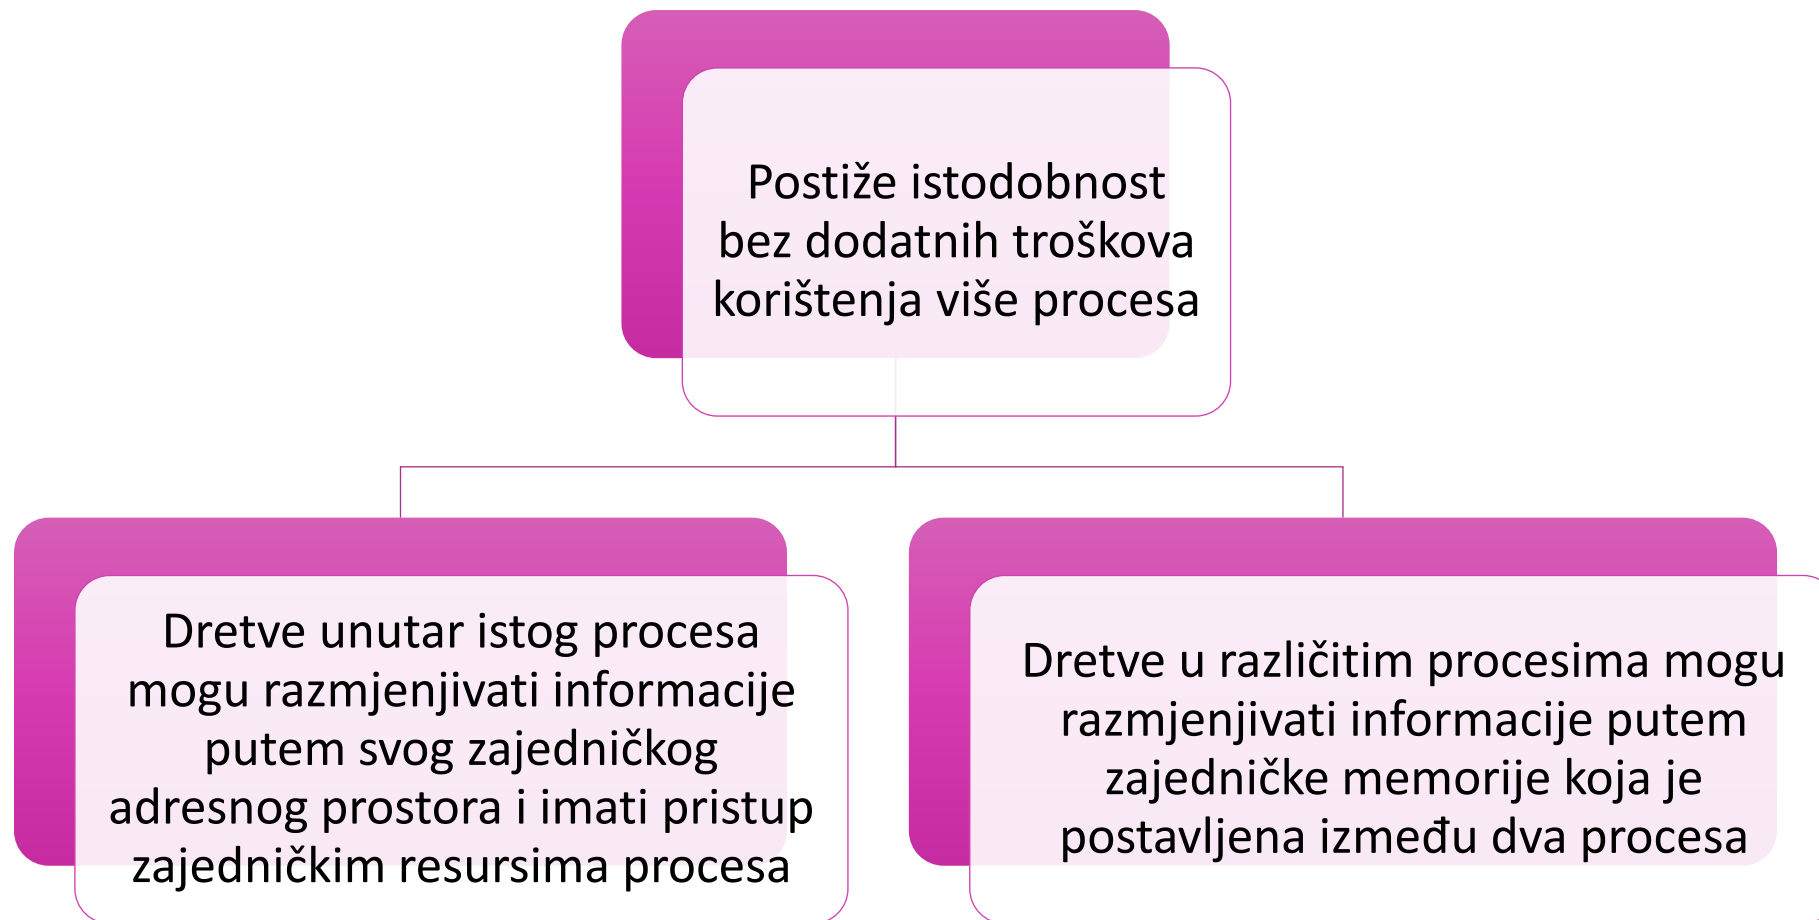 Postiže istodobnost
bez dodatnih troškova
korištenja više procesa
Dretve unutar istog procesa
mogu razmjenjivati informacije
putem svog zajedničkog
adresnog prostora i imati pristup
zajedničkim resursima procesa
Dretve u različitim procesima mogu
razmjenjivati informacije putem
zajedničke memorije koja je
postavljena između dva procesa